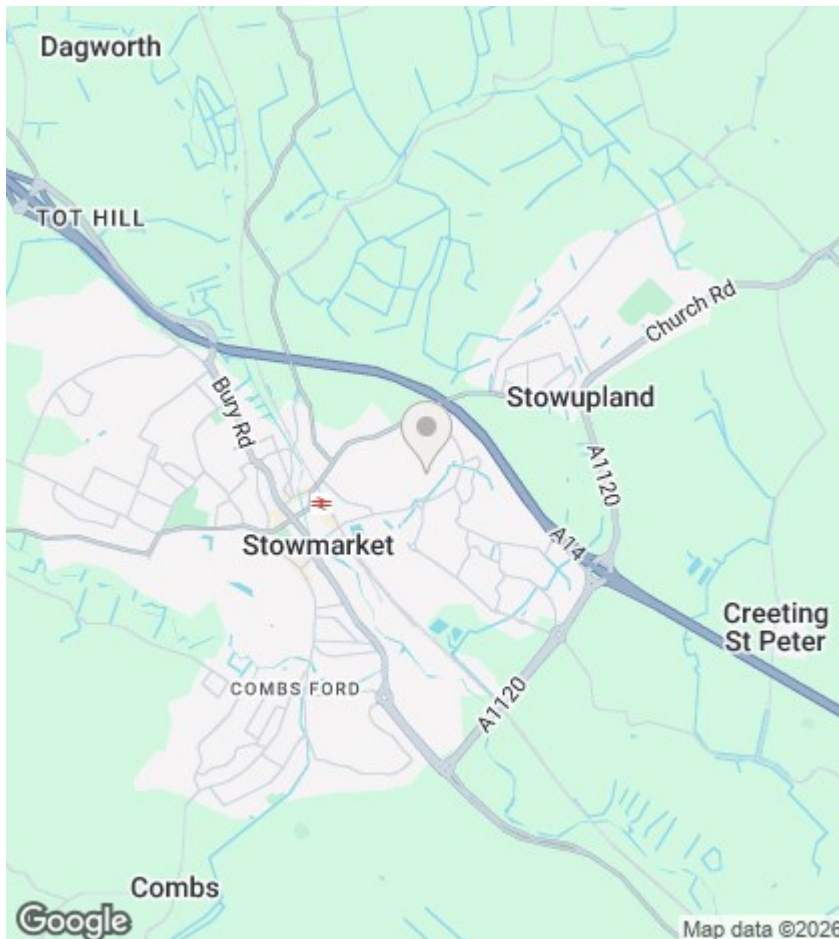 Dagworth
TOT HILL
Church Rd
Stowupland
Bury Rd
A1120
Stowmarket
A14
Creeting
St Peter
COMBS FORD
A1120
Combs
Google
Map data ©2026